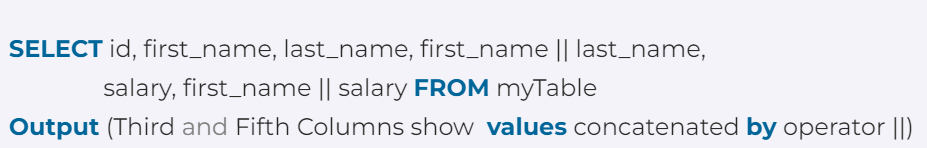 SELECT id, first_name, last_name, first_name || last_name,
salary, first_name || salary FROM myTable
Output (Third and Fifth Columns show values concatenated by operator ||)